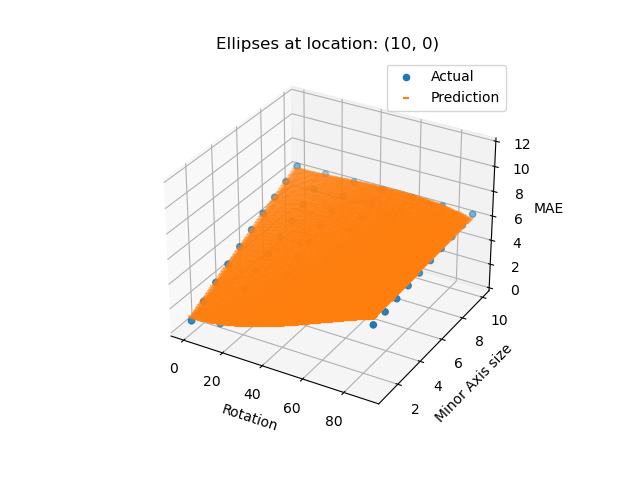 Ellipses at location: (10, 0)
Actual
Prediction
12
10
8
6
4
2
0
MAE
10
8
6
4
2
Minor Axis size
0
20
40
60
80
Rotation